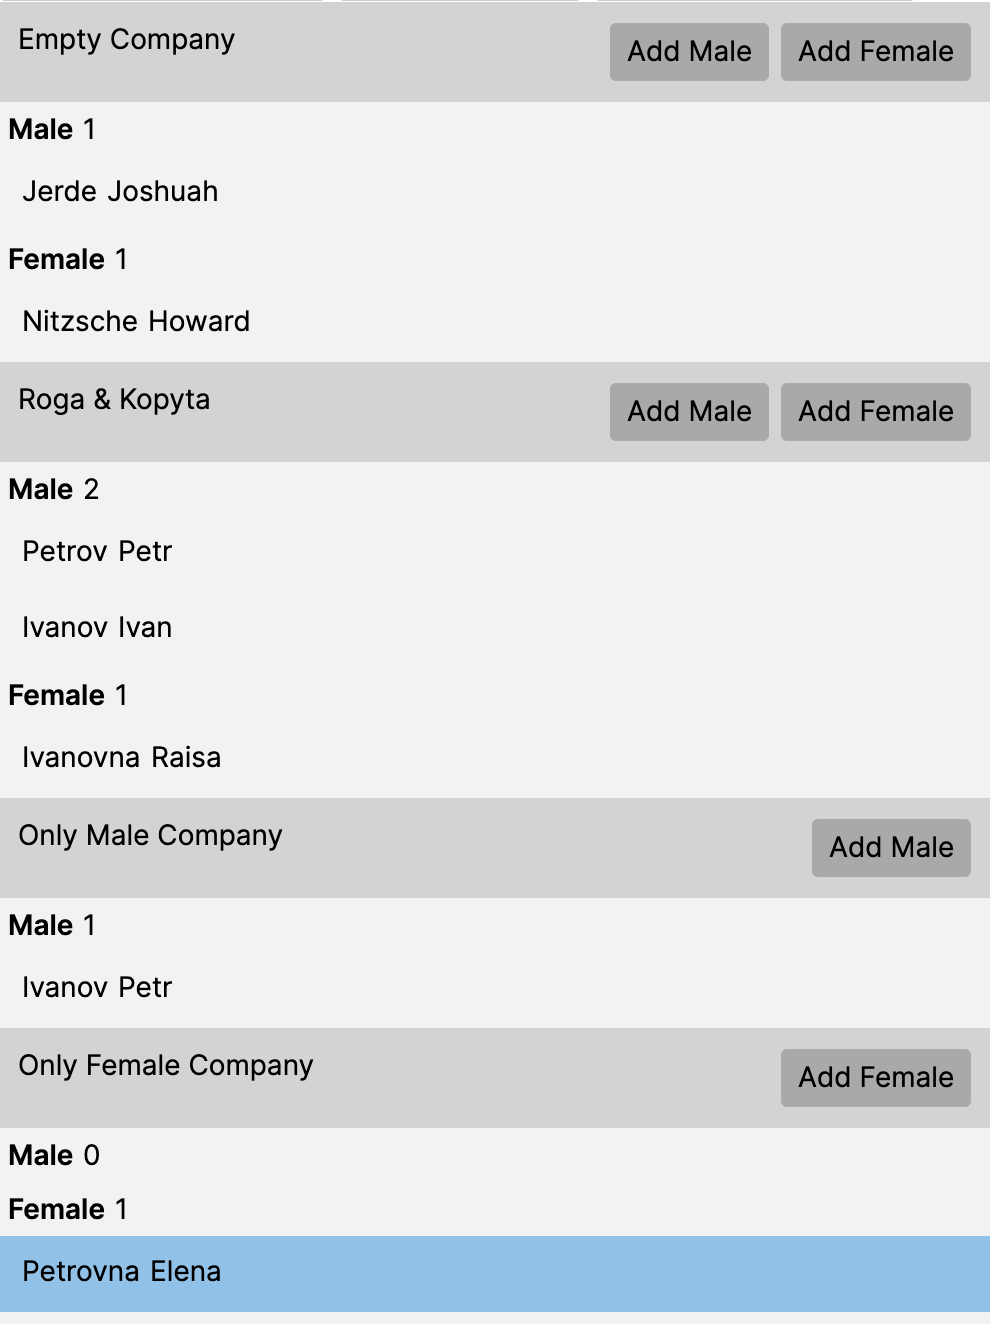 Empty Company Add Male Add Female
Male 1
Jerde Joshuah
Female 1
Nitzsche Howard
Roga & Kopyta Add Male Add Female
Male 2
Petrov Petr
Ivanov Ivan
Female 1
Ivanovna Raisa
Only Male Company Add Male
Male 1
Ivanov Petr
Only Female Company Add Female
Male 0
Female 1
Petrovna Elena